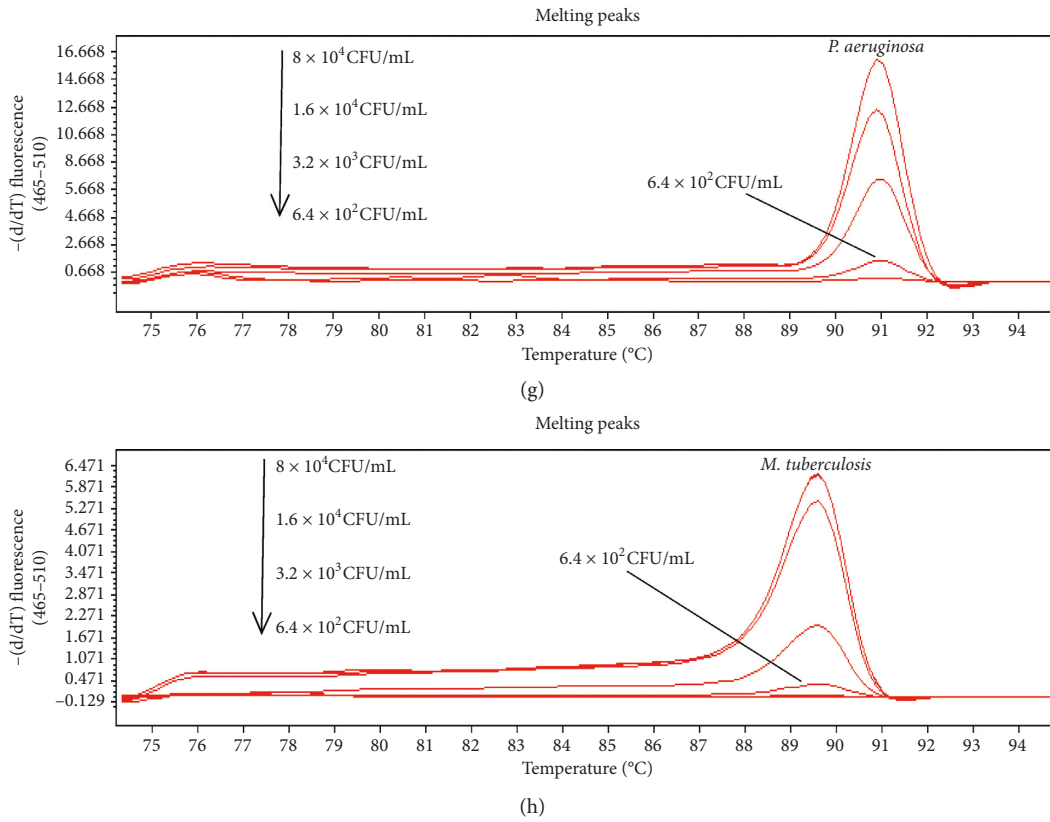 Melting peaks
P. aeruginosa
16.668
14.668
12.668
10.668
8.668
6.668
4.668
2.668
0.668
–(d/dT) fluorescence
(465–510)
8 × 10⁴CFU/mL
1.6 × 10⁴CFU/mL
3.2 × 10³CFU/mL
6.4 × 10²CFU/mL
6.4 × 10²CFU/mL
75 76 77 78 79 80 81 82 83 84 85 86 87 88 89 90 91 92 93 94
Temperature (°C)
(g)
Melting peaks
M. tuberculosis
6.471
5.871
5.271
4.671
4.071
3.471
2.871
2.271
1.671
1.071
0.471
–0.129
–(d/dT) fluorescence
(465–510)
8 × 10⁴CFU/mL
1.6 × 10⁴CFU/mL
3.2 × 10³CFU/mL
6.4 × 10²CFU/mL
6.4 × 10²CFU/mL
75 76 77 78 79 80 81 82 83 84 85 86 87 88 89 90 91 92 93 94
Temperature (°C)
(h)